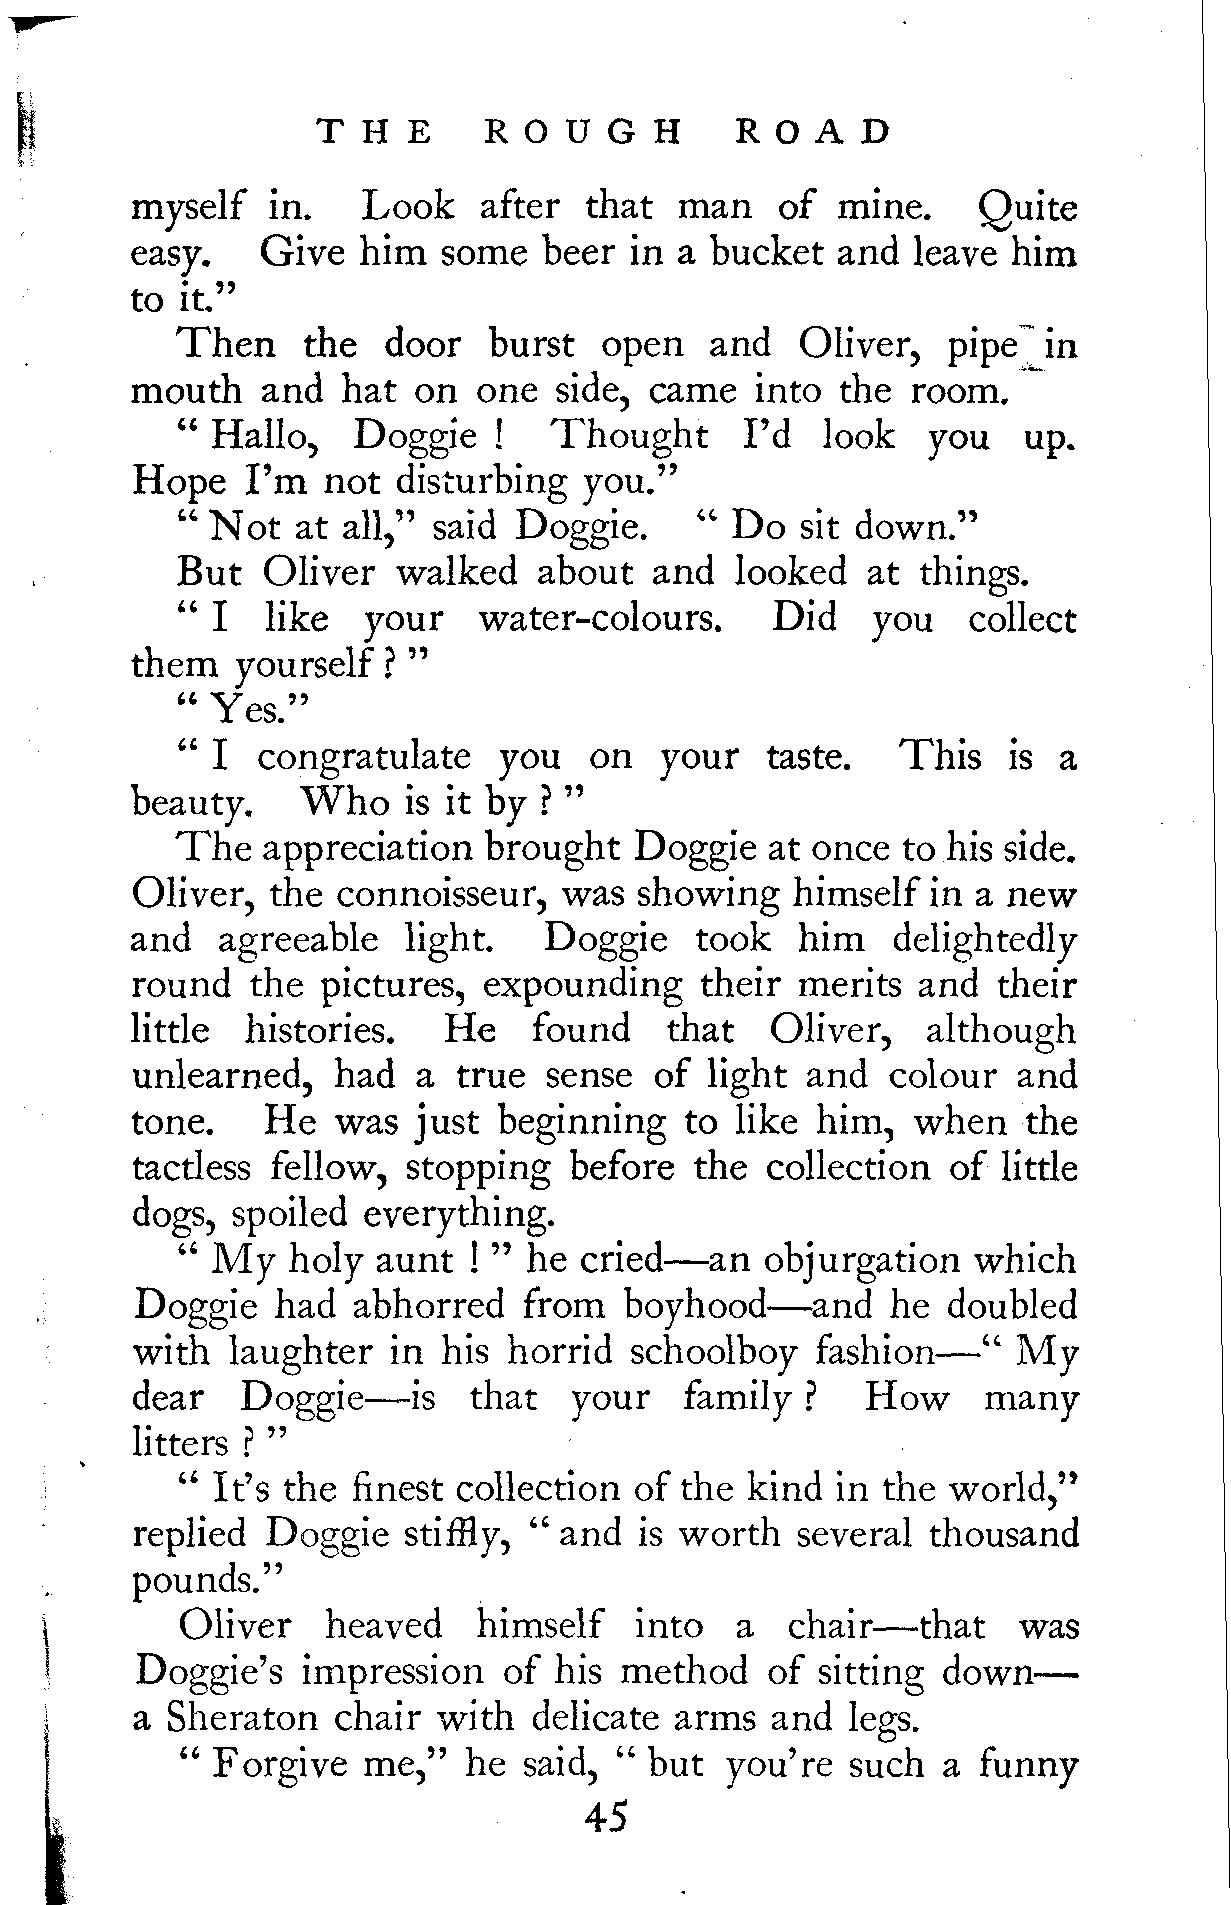 THE ROUGH ROAD
myself in. Look after that man of mine. Quite
easy. Give him some beer in a bucket and leave him
to it.”
Then the door burst open and Oliver, pipe in
mouth and hat on one side, came into the room.
“ Hallo, Doggie ! Thought I’d look you up.
Hope I’m not disturbing you.”
“ Not at all,” said Doggie. “ Do sit down.”
But Oliver walked about and looked at things.
“ I like your water-colours. Did you collect
them yourself ? ”
“ Yes.”
“ I congratulate you on your taste. This is a
beauty. Who is it by ? ”
The appreciation brought Doggie at once to his side.
Oliver, the connoisseur, was showing himself in a new
and agreeable light. Doggie took him delightedly
round the pictures, expounding their merits and their
little histories. He found that Oliver, although
unlearned, had a true sense of light and colour and
tone. He was just beginning to like him, when the
tactless fellow, stopping before the collection of little
dogs, spoiled everything.
“ My holy aunt ! ” he cried—an objurgation which
Doggie had abhorred from boyhood—and he doubled
with laughter in his horrid schoolboy fashion—“ My
dear Doggie—is that your family ? How many
litters ? ”
“ It’s the finest collection of the kind in the world,”
replied Doggie stiffly, “ and is worth several thousand
pounds.”
Oliver heaved himself into a chair—that was
Doggie’s impression of his method of sitting down—
a Sheraton chair with delicate arms and legs.
“ Forgive me,” he said, “ but you’re such a funny
45